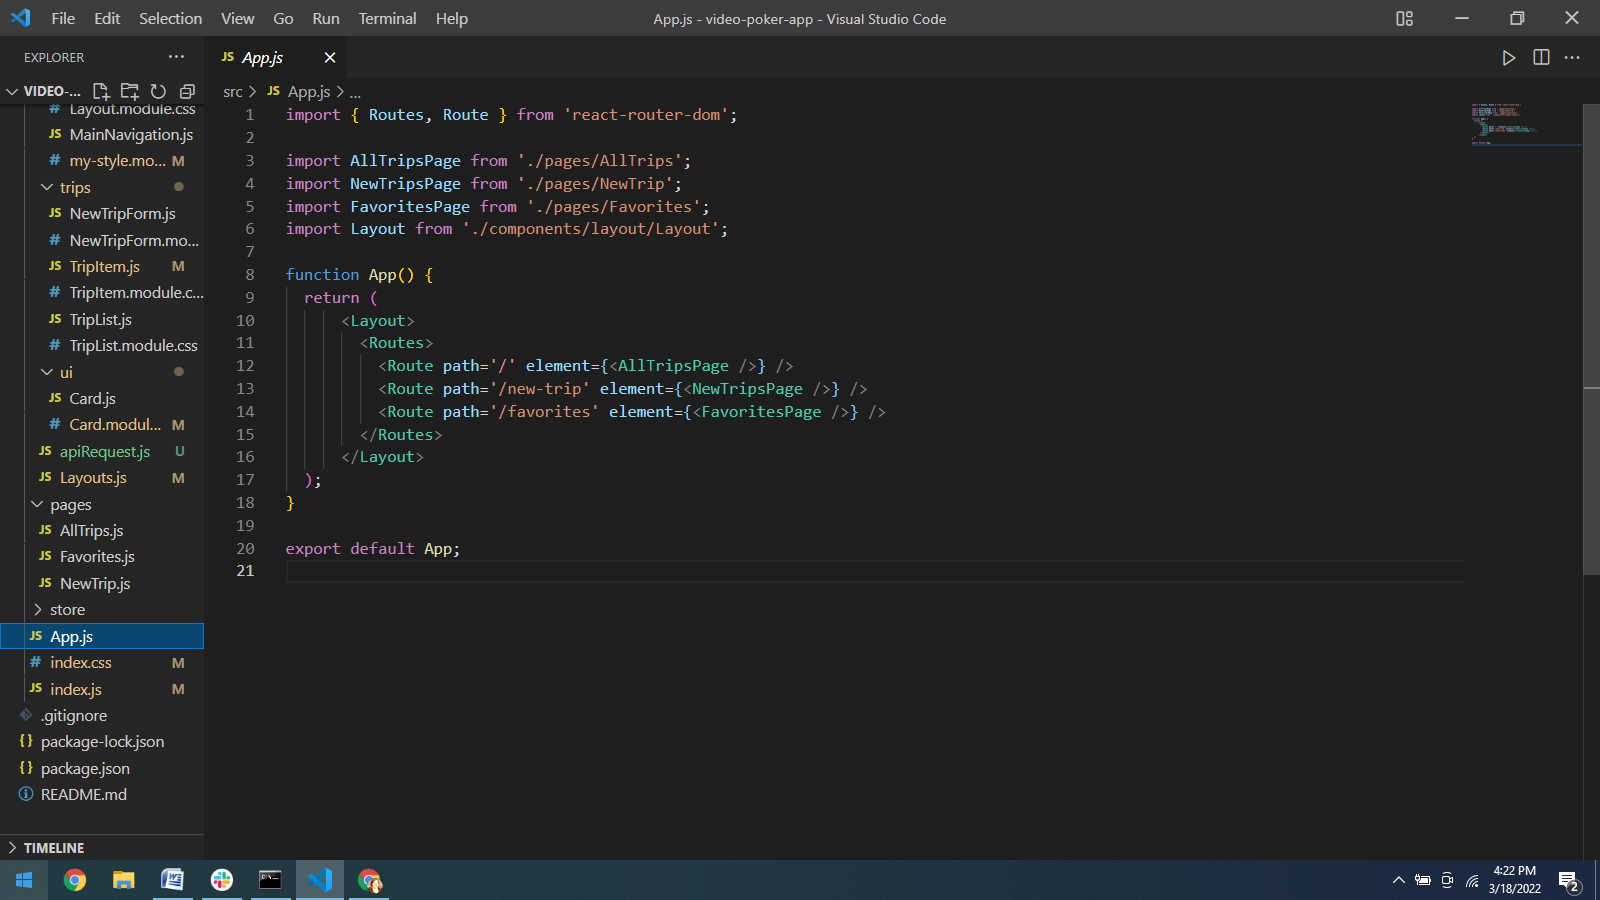 File Edit Selection View Go Run Terminal Help
App.js - video-poker-app - Visual Studio Code
EXPLORER
VIDEO-...
Layout.module.css
JS MainNavigation.js
# my-style.mo... M
trips
JS NewTripForm.js
# NewTripForm.mo...
JS TripItem.js M
# TripItem.module.c...
JS TripList.js
# TripList.module.css
ui
JS Card.js
# Card.modul... M
JS apiRequest.js U
JS Layouts.js M
pages
JS AllTrips.js
JS Favorites.js
JS NewTrip.js
store
JS App.js
# index.css M
JS index.js M
.gitignore
{} package-lock.json
{} package.json
README.md
TIMELINE
JS App.js
src > JS App.js > ...
1 import { Routes, Route } from 'react-router-dom';
2
3 import AllTripsPage from './pages/AllTrips';
4 import NewTripsPage from './pages/NewTrip';
5 import FavoritesPage from './pages/Favorites';
6 import Layout from './components/layout/Layout';
7
8 function App() {
9 return (
10 <Layout>
11 <Routes>
12 <Route path='/' element={<AllTripsPage />} />
13 <Route path='/new-trip' element={<NewTripsPage />} />
14 <Route path='/favorites' element={<FavoritesPage />} />
15 </Routes>
16 </Layout>
17 );
18 }
19
20 export default App;
21
4:22 PM
3/18/2022
2